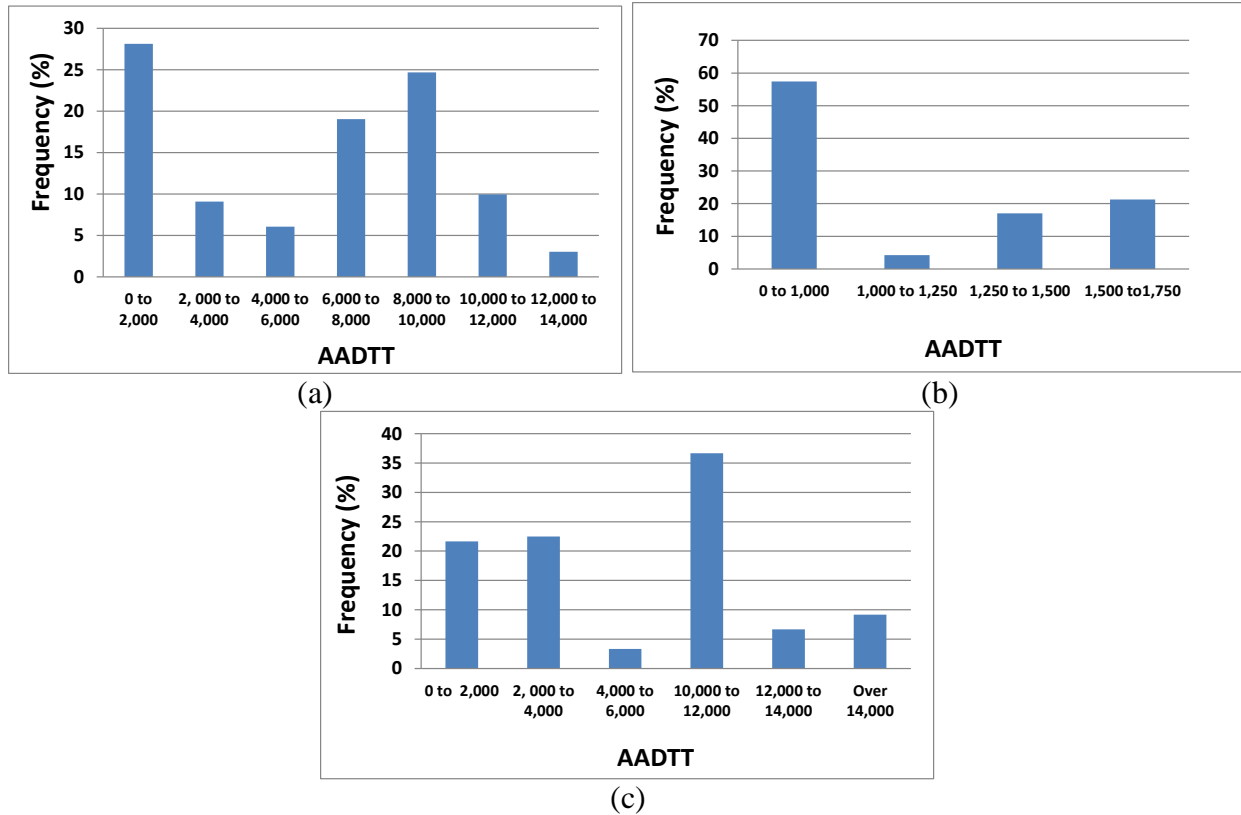 30
25
20
15
10
5
0
Frequency (%)
0 to 2, 000 to 4,000 to 6,000 to 8,000 to 10,000 to 12,000 to
2,000 4,000 6,000 8,000 10,000 12,000 14,000
AADTT
(a)
70
60
50
40
30
20
10
0
Frequency (%)
0 to 1,000 1,000 to 1,250 1,250 to 1,500 1,500 to1,750
AADTT
(b)
40
35
30
25
20
15
10
5
0
Frequency (%)
0 to 2,000 2, 000 to 4,000 to 10,000 to 12,000 to Over
4,000 6,000 12,000 14,000 14,000
AADTT
(c)